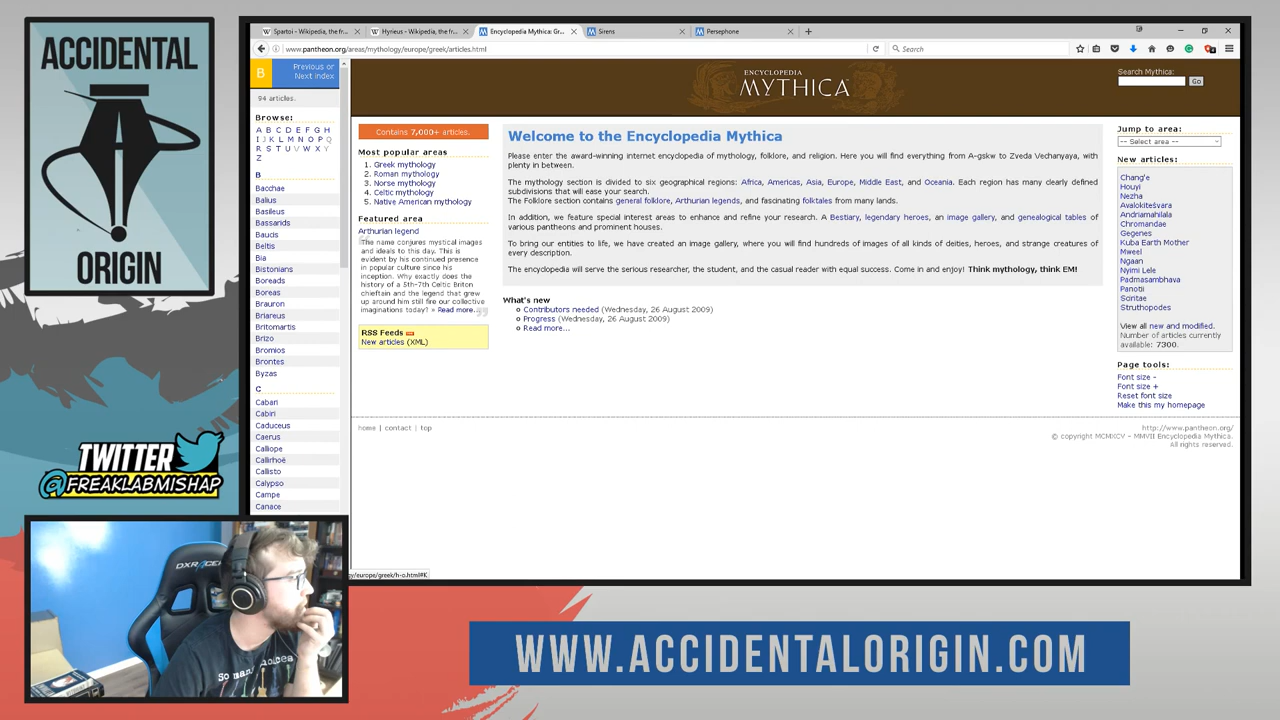 ACCIDENTAL
ORIGIN
TWITTER
@FREAKLABMISHAP
DXRACER
So man
WWW.ACCIDENTALORIGIN.COM
Spartoi - Wikipedia, the fr...
Hyrieus - Wikipedia, the fr...
Encyclopedia Mythica: Gr...
Sirens
Persephone
www.pantheon.org/areas/mythology/europe/greek/articles.html
Search
B
Previous or
Next index
94 articles.
Browse:
A B C D E F G H
I J K L M N O P Q
R S T U V W X Y
Z
B
Bacchae
Balius
Basileus
Bassarids
Baucis
Beltis
Bia
Bistonians
Boreads
Boreas
Brauron
Briareus
Britomartis
Brizo
Bromios
Brontes
Byzas
C
Cabari
Cabiri
Caduceus
Caerus
Calliope
Callirhoë
Callisto
Calypso
Campe
Canace
ENCYCLOPEDIA
MYTHICA
Search Mythica:
Go
Contains 7,000+ articles.
Most popular areas
1. Greek mythology
2. Roman mythology
3. Norse mythology
4. Celtic mythology
5. Native American mythology
Featured area
Arthurian legend
The name conjures mystical images
and ideals to this day. This is
evident by his continued presence
in popular culture since his
inception. Why exactly does the
history of a 5th-7th Celtic Briton
chieftain and the legend that grew
up around him still fire our collective
imaginations today? » Read more...
RSS Feeds
New articles (XML)
Welcome to the Encyclopedia Mythica
Please enter the award-winning internet encyclopedia of mythology, folklore, and religion. Here you will find everything from A-gskw to Zveda Vechanyaya, with
plenty in between.
The mythology section is divided to six geographical regions: Africa, Americas, Asia, Europe, Middle East, and Oceania. Each region has many clearly defined
subdivisions that will ease your search.
The Folklore section contains general folklore, Arthurian legends, and fascinating folktales from many lands.
In addition, we feature special interest areas to enhance and refine your research. A Bestiary, legendary heroes, an image gallery, and genealogical tables of
various pantheons and prominent houses.
To bring our entities to life, we have created an image gallery, where you will find hundreds of images of all kinds of deities, heroes, and strange creatures of
every description.
The encyclopedia will serve the serious researcher, the student, and the casual reader with equal success. Come in and enjoy! Think mythology, think EM!
What's new
Contributors needed (Wednesday, 26 August 2009)
Progress (Wednesday, 26 August 2009)
Read more...
Jump to area:
-- Select area --
New articles:
Chang'e
Houyi
Nezha
Avalokiteśvara
Andriamahilala
Chromandae
Gegenes
Kuba Earth Mother
Mweel
Ngaan
Nyimi Lele
Padmasambhava
Panotii
Sciritae
Struthopodes
View all new and modified.
Number of articles currently
available: 7300.
Page tools:
Font size -
Font size +
Reset font size
Make this my homepage
home | contact | top
http://www.pantheon.org/
© copyright MCMXCV - MMVII Encyclopedia Mythica.
All rights reserved.
y/europe/greek/h-o.html#K